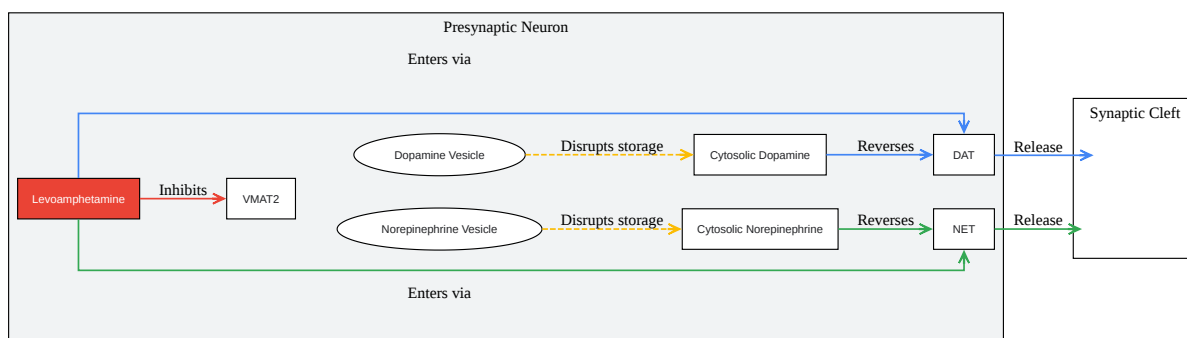 Presynaptic Neuron
Enters via
Synaptic Cleft
Dopamine Vesicle
Disrupts storage
Cytosolic Dopamine
Reverses
DAT
Release
Levoamphetamine
Inhibits
VMAT2
Norepinephrine Vesicle
Disrupts storage
Cytosolic Norepinephrine
Reverses
NET
Release
Enters via